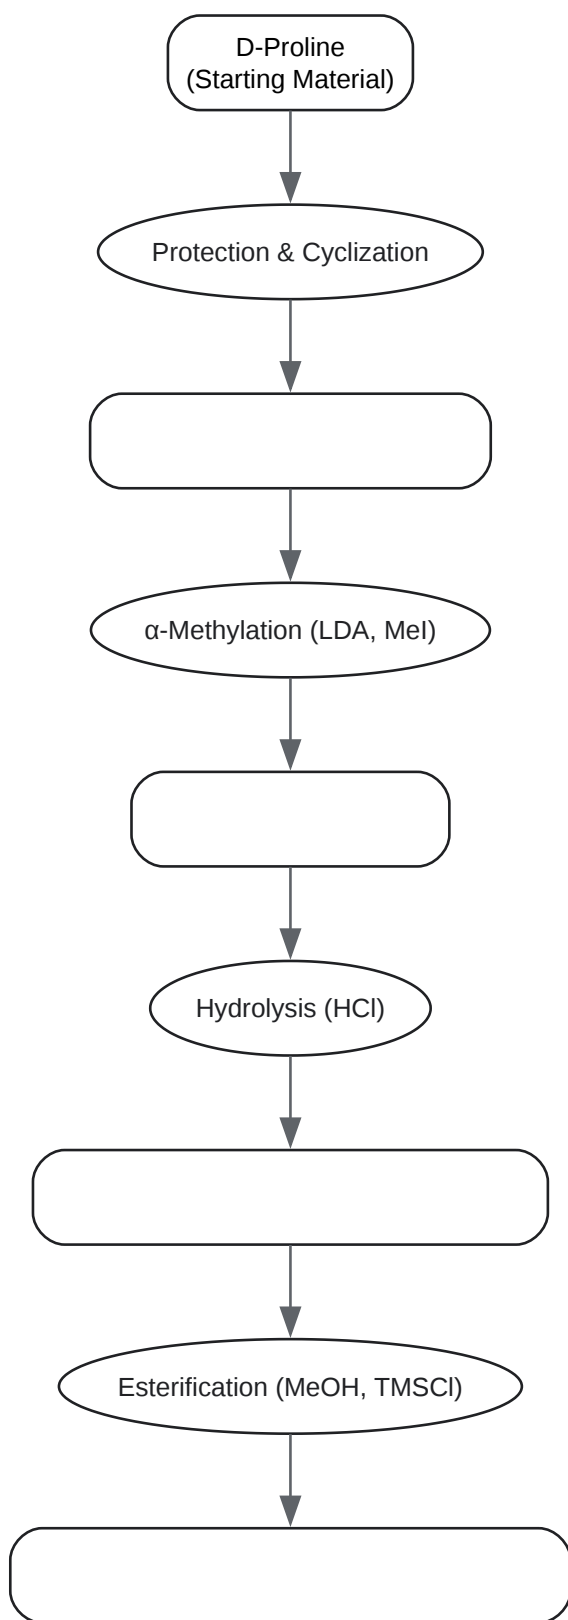 D-Proline
(Starting Material)
Protection & Cyclization
α-Methylation (LDA, MeI)
Hydrolysis (HCl)
Esterification (MeOH, TMSCl)